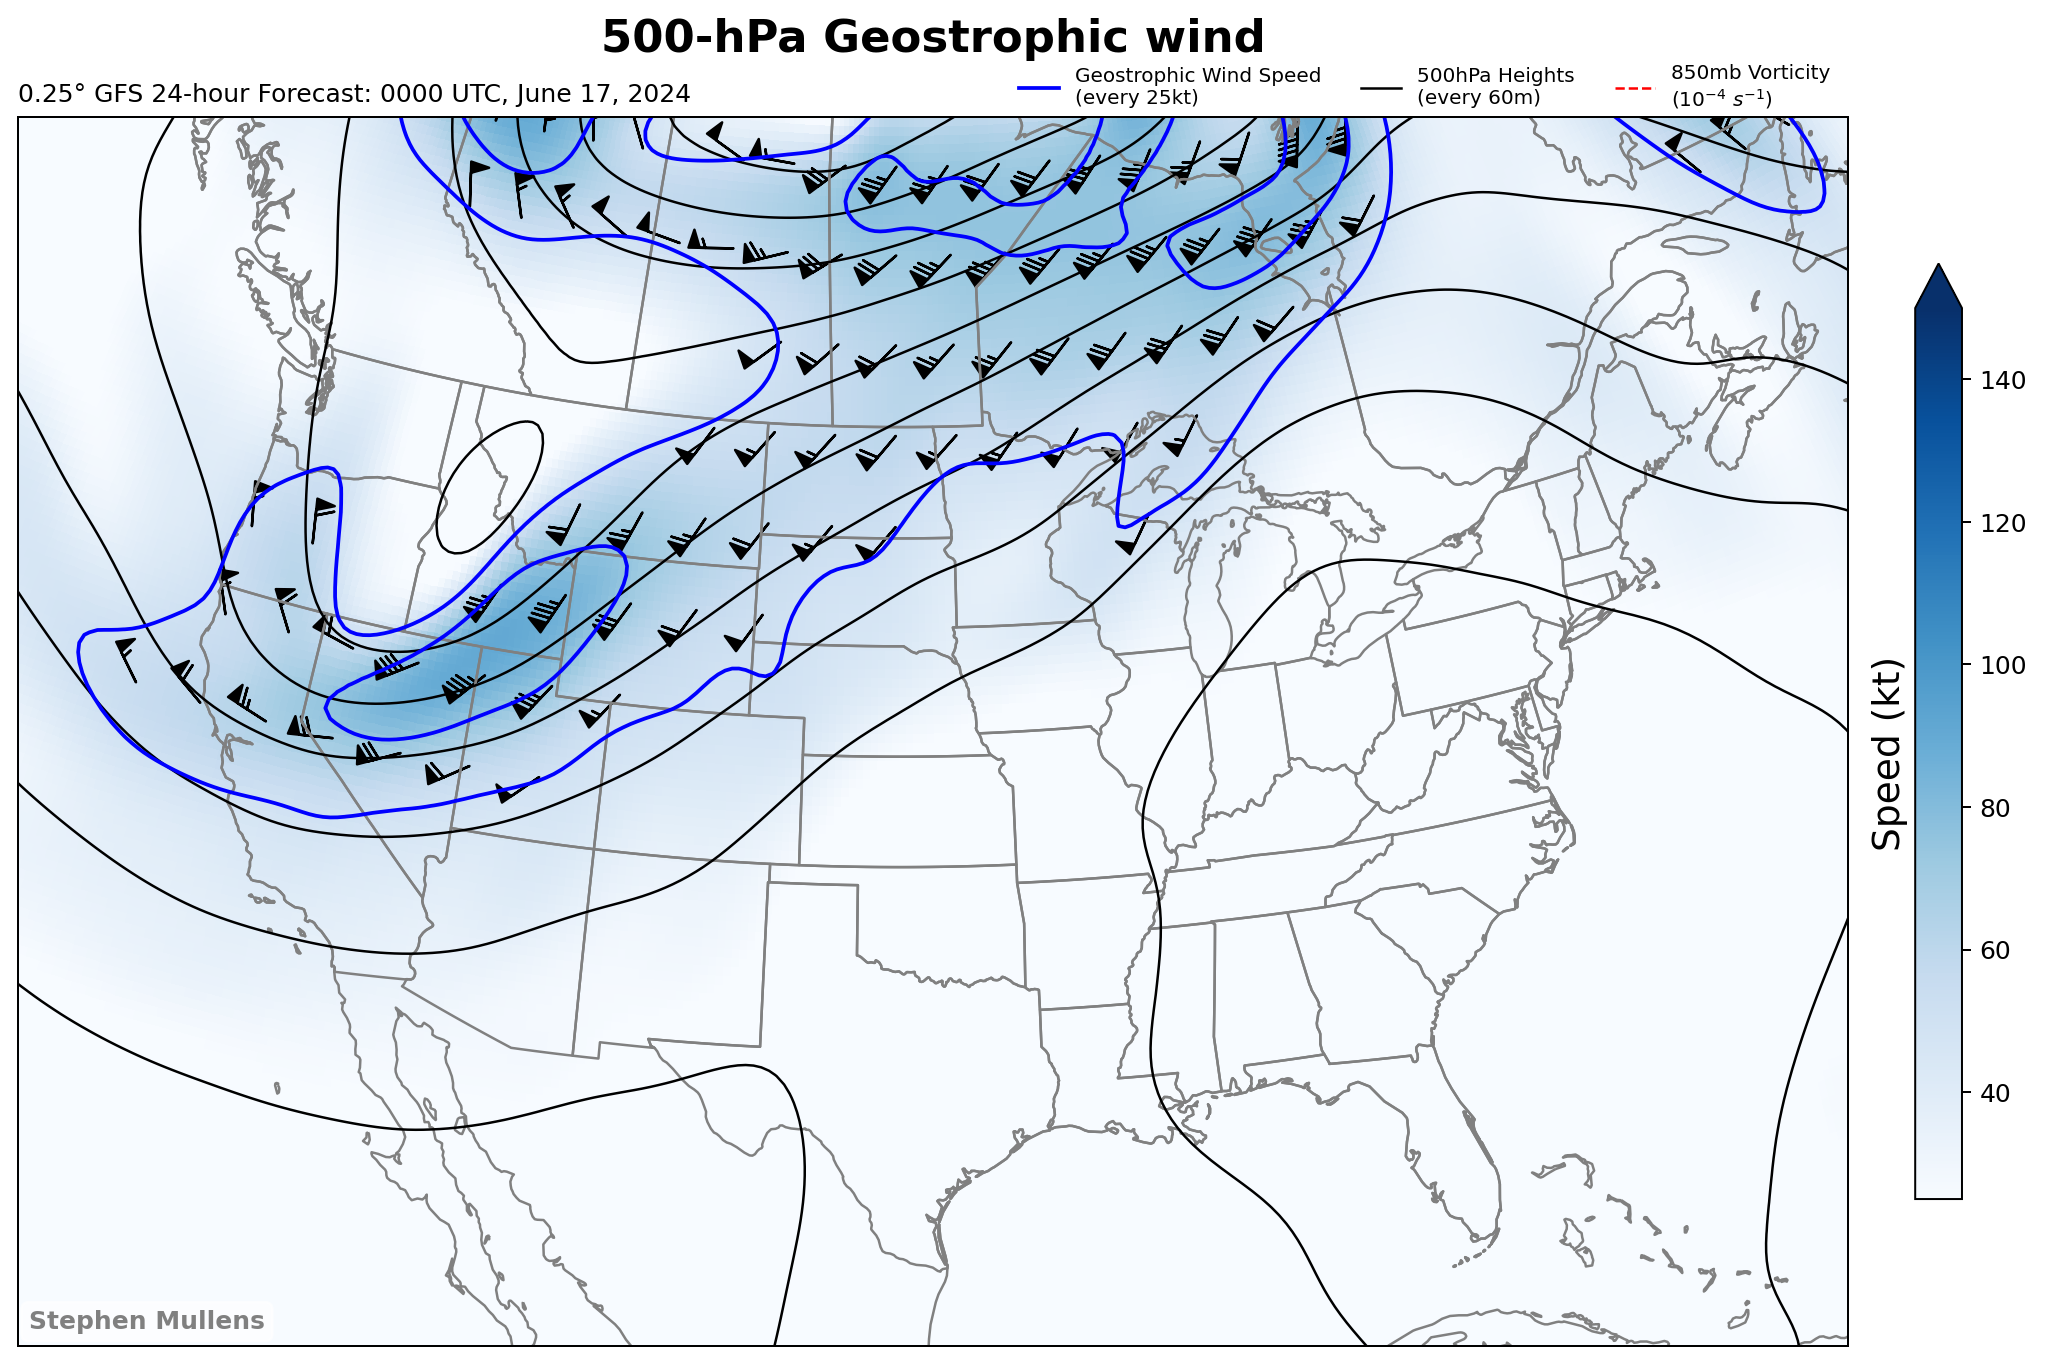 500-hPa Geostrophic wind
0.25° GFS 24-hour Forecast: 0000 UTC, June 17, 2024
Geostrophic Wind Speed
(every 25kt)
500hPa Heights
(every 60m)
850mb Vorticity
(10⁻⁴ s⁻¹)
140
120
100
80
60
40
Speed (kt)
Stephen Mullens